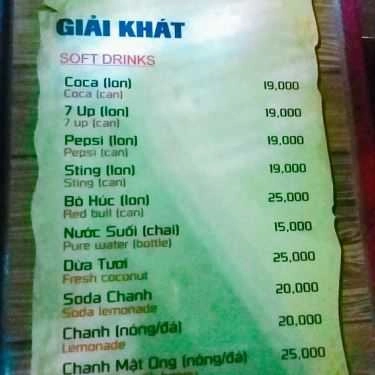 GIẢI KHÁT
SOFT DRINKS
Coca (lon) 19,000
Coca (can)
7 Up (lon) 19,000
7 up (can)
Pepsi (lon) 19,000
Pepsi (can)
Sting (lon) 19,000
Sting (can)
Bò Húc (lon) 25,000
Red bull (can)
Nước Suối (chai) 15,000
Pure water (bottle)
Dừa Tươi 25,000
Fresh coconut
Soda Chanh 20,000
Soda lemonade
Chanh (nóng/đá) 20,000
Lemonade
Chanh Mật Ong (nóng/đá) 25,000